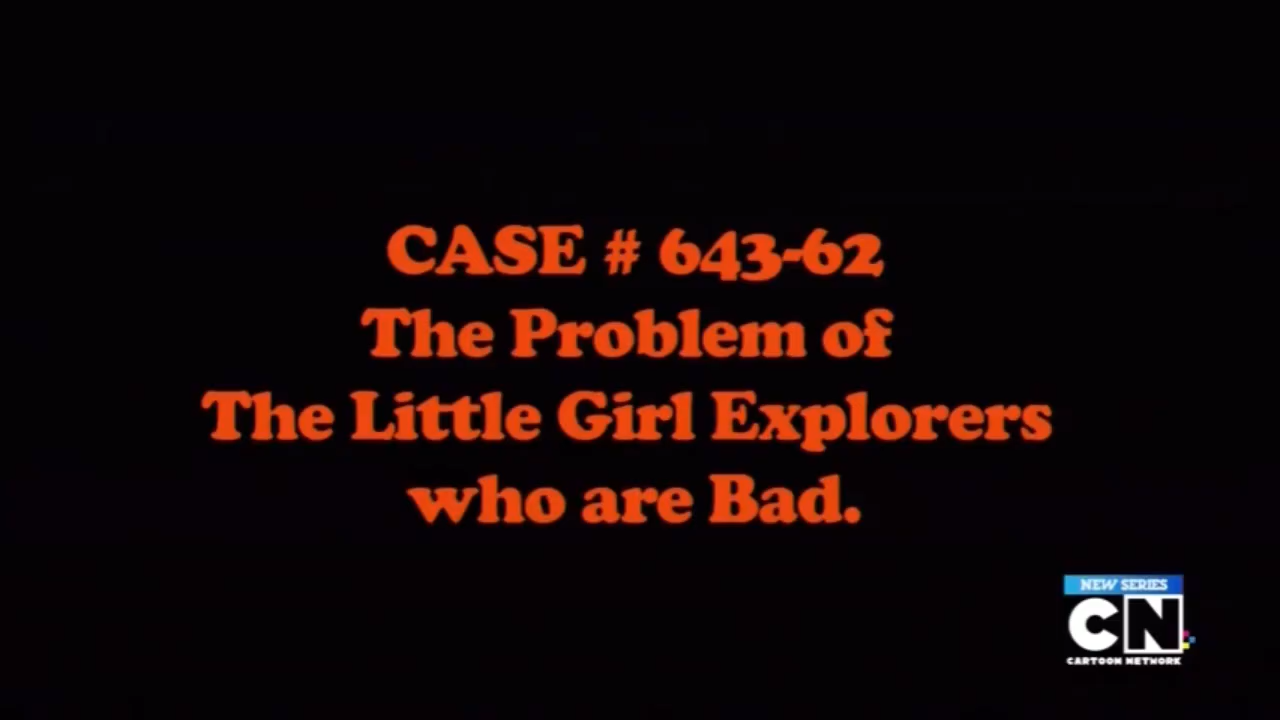 CASE # 643-62
The Problem of
The Little Girl Explorers
who are Bad.
NEW SERIES
CN
CARTOON NETWORK